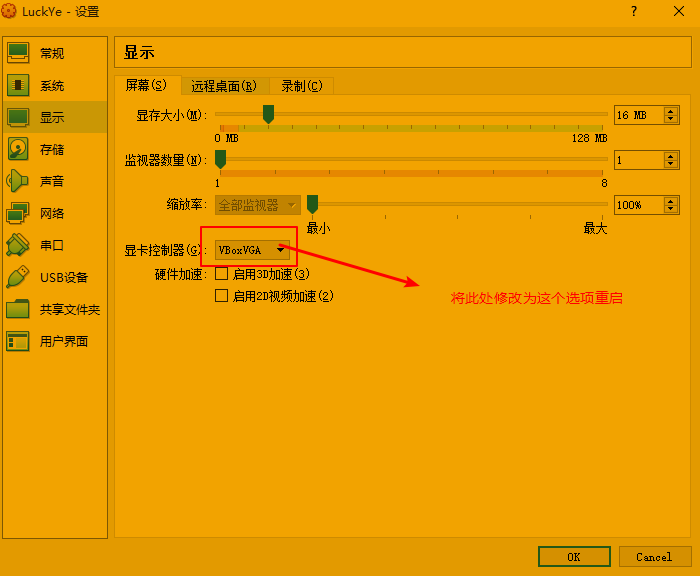 LuckYe - 设置
?
常规
系统
显示
存储
声音
网络
串口
USB设备
共享文件夹
用户界面
显示
屏幕(S)
远程桌面(R)
录制(C)
显存大小(M):
16 MB
0 MB
128 MB
监视器数量(N):
1
1
8
缩放率:
全部监视器
100%
最小
最大
显卡控制器(G):
VBoxVGA
硬件加速:
启用3D加速(3)
启用2D视频加速(2)
将此处修改为这个选项重启
OK
Cancel